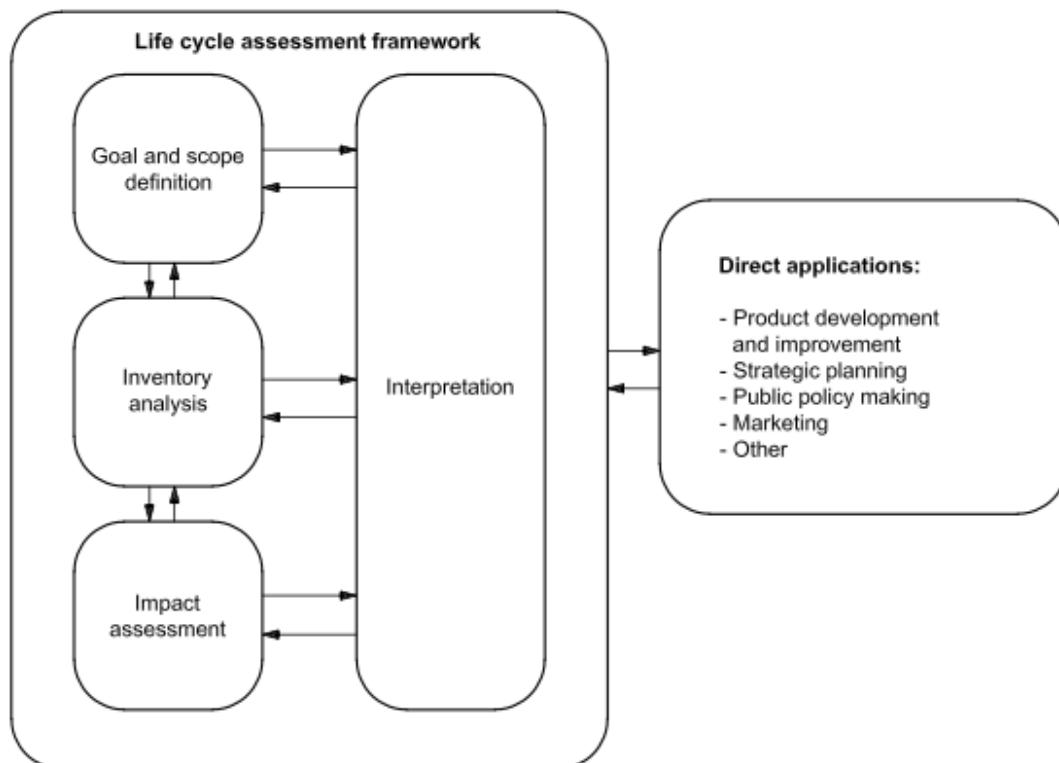 Life cycle assessment framework
Goal and scope
definition
Inventory
analysis
Impact
assessment
Interpretation
Direct applications:
- Product development
and improvement
- Strategic planning
- Public policy making
- Marketing
- Other